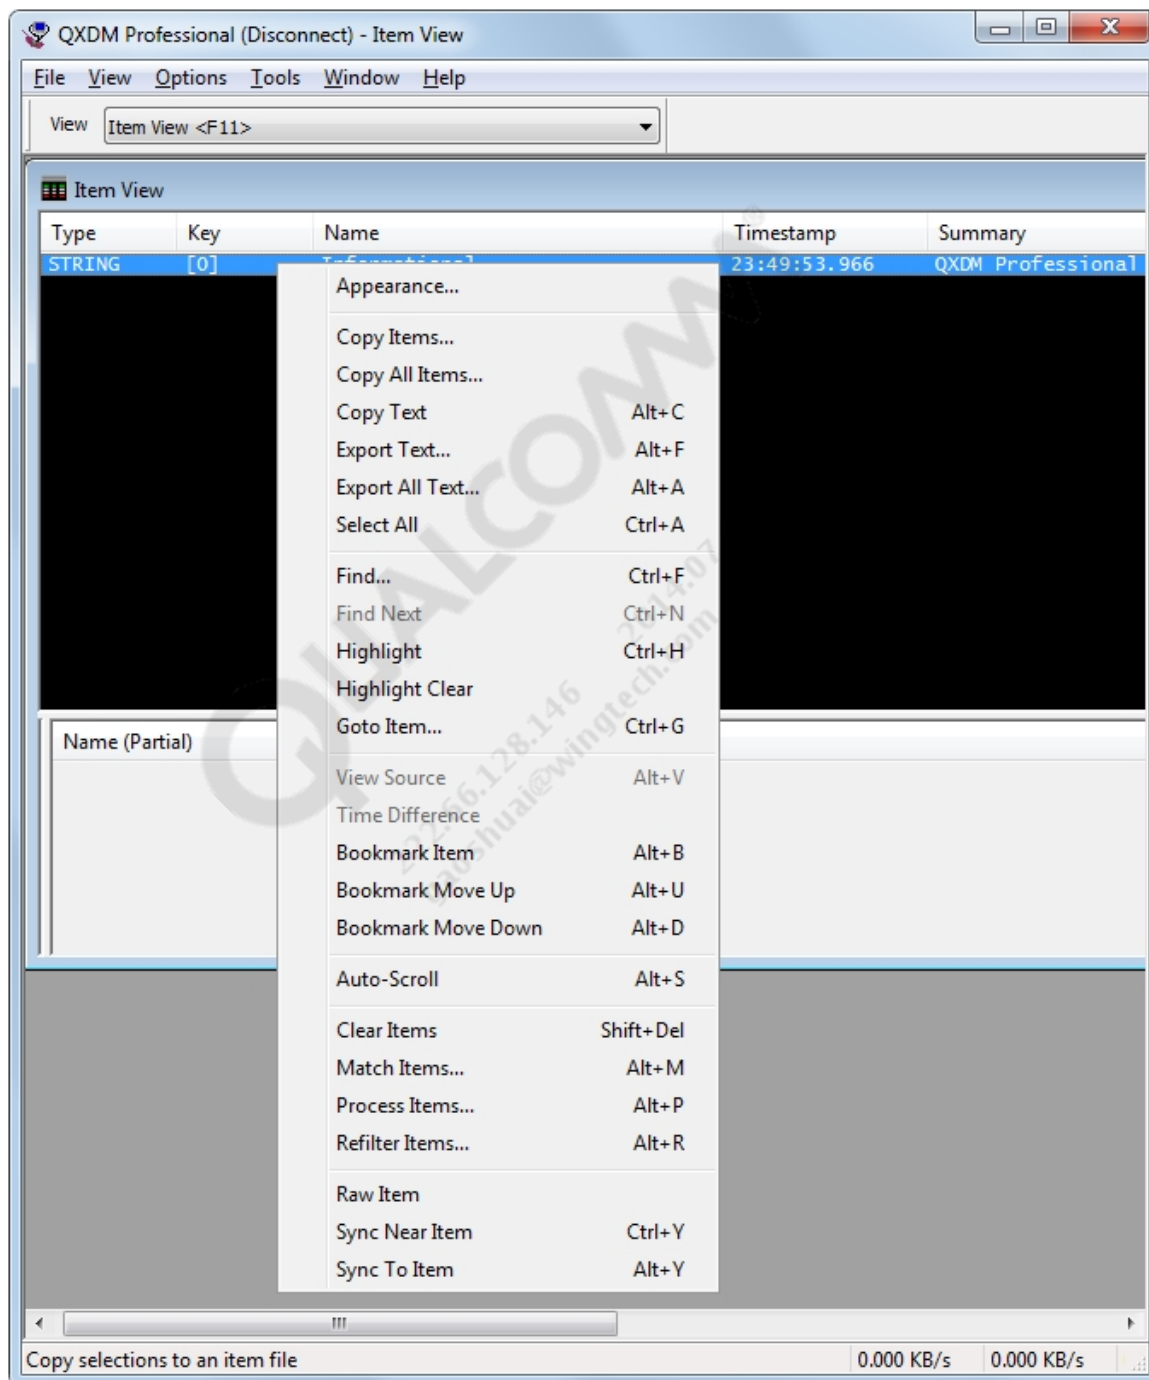 QXDM Professional (Disconnect) - Item View
File View Options Tools Window Help
View Item View <F11>
Item View
Type Key Name Timestamp Summary
STRING [0] Informational 23:49:53.966 QXDM Professional
Appearance...
Copy Items...
Copy All Items...
Copy Text Alt+C
Export Text... Alt+F
Export All Text... Alt+A
Select All Ctrl+A
Find... Ctrl+F
Find Next Ctrl+N
Highlight Ctrl+H
Highlight Clear
Goto Item... Ctrl+G
Name (Partial)
View Source Alt+V
Time Difference
Bookmark Item Alt+B
Bookmark Move Up Alt+U
Bookmark Move Down Alt+D
Auto-Scroll Alt+S
Clear Items Shift+Del
Match Items... Alt+M
Process Items... Alt+P
Refilter Items... Alt+R
Raw Item
Sync Near Item Ctrl+Y
Sync To Item Alt+Y
Copy selections to an item file 0.000 KB/s 0.000 KB/s
QUALCOMM®